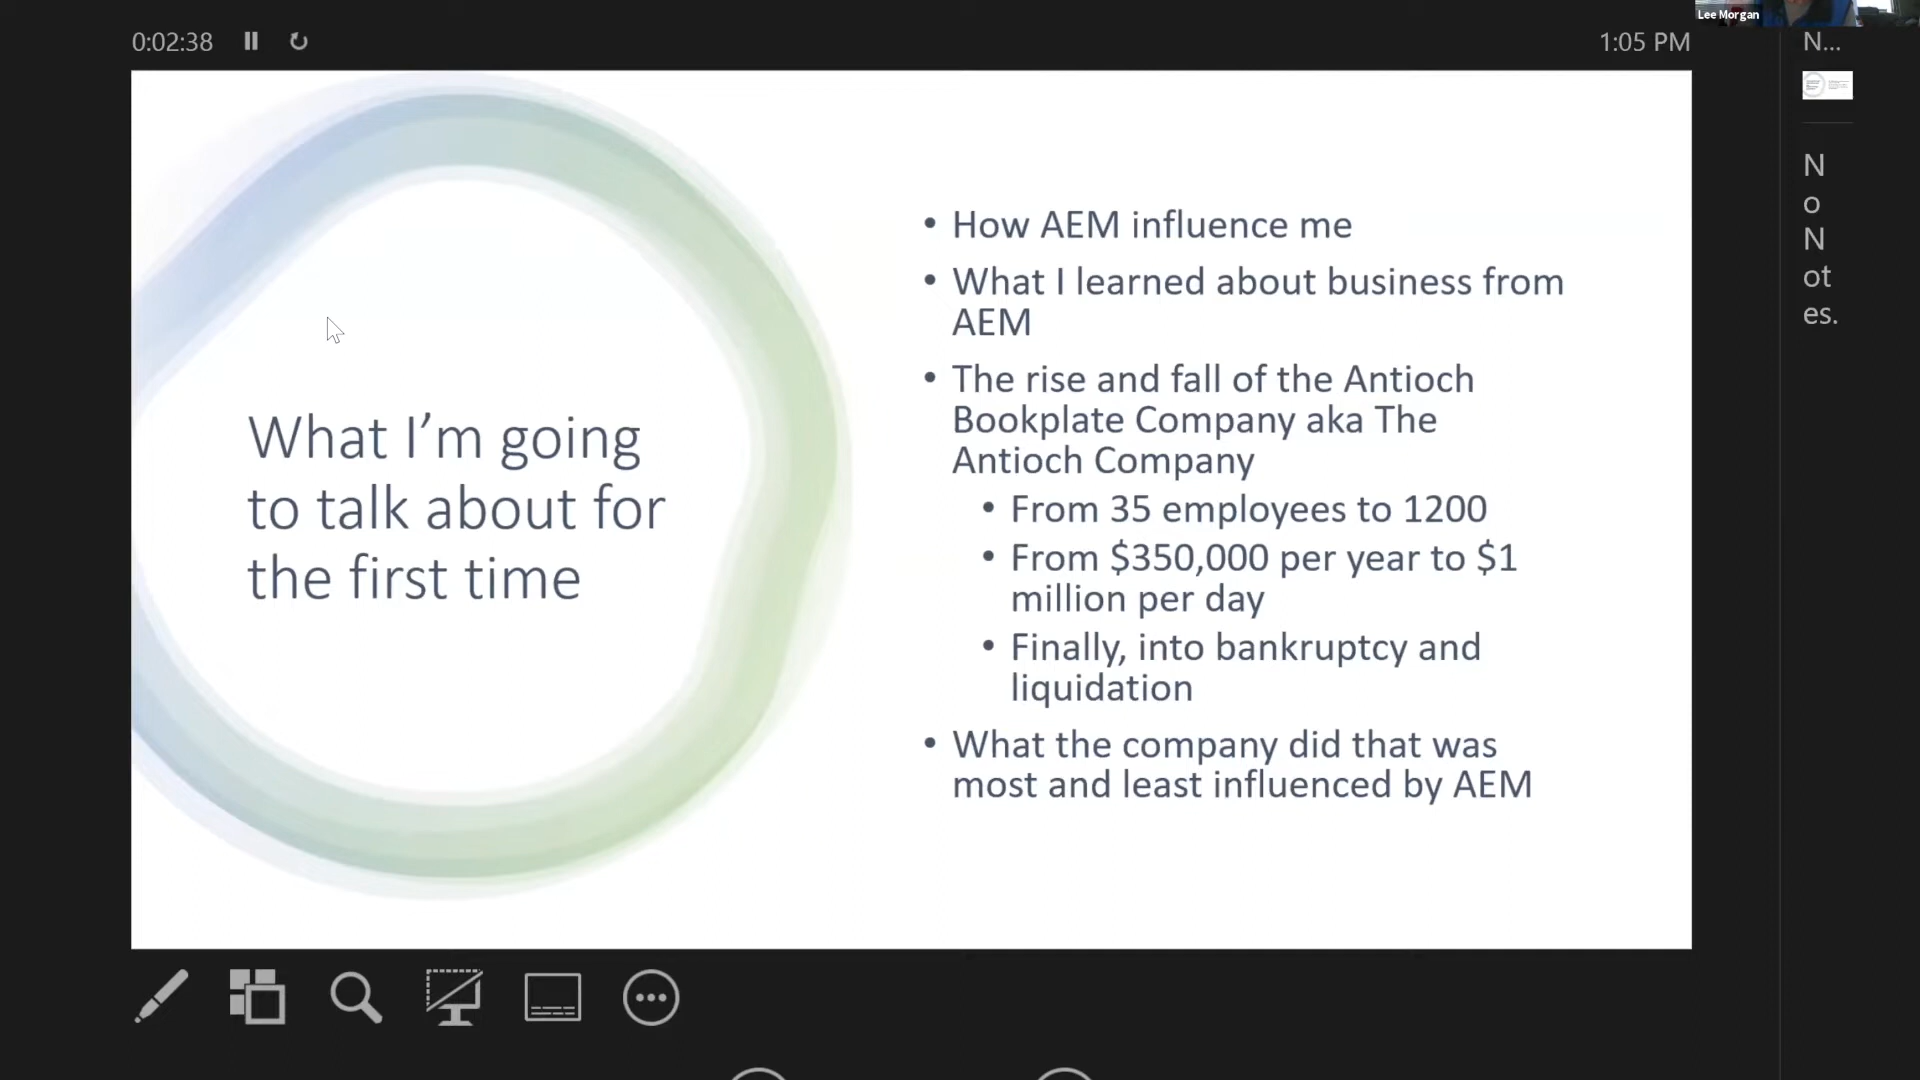 Lee Morgan
0:02:38
1:05 PM
N...
What I’m going
to talk about for
the first time
• How AEM influence me
• What I learned about business from
AEM
• The rise and fall of the Antioch
Bookplate Company aka The
Antioch Company
• From 35 employees to 1200
• From $350,000 per year to $1
million per day
• Finally, into bankruptcy and
liquidation
• What the company did that was
most and least influenced by AEM
N
o
N
ot
es.